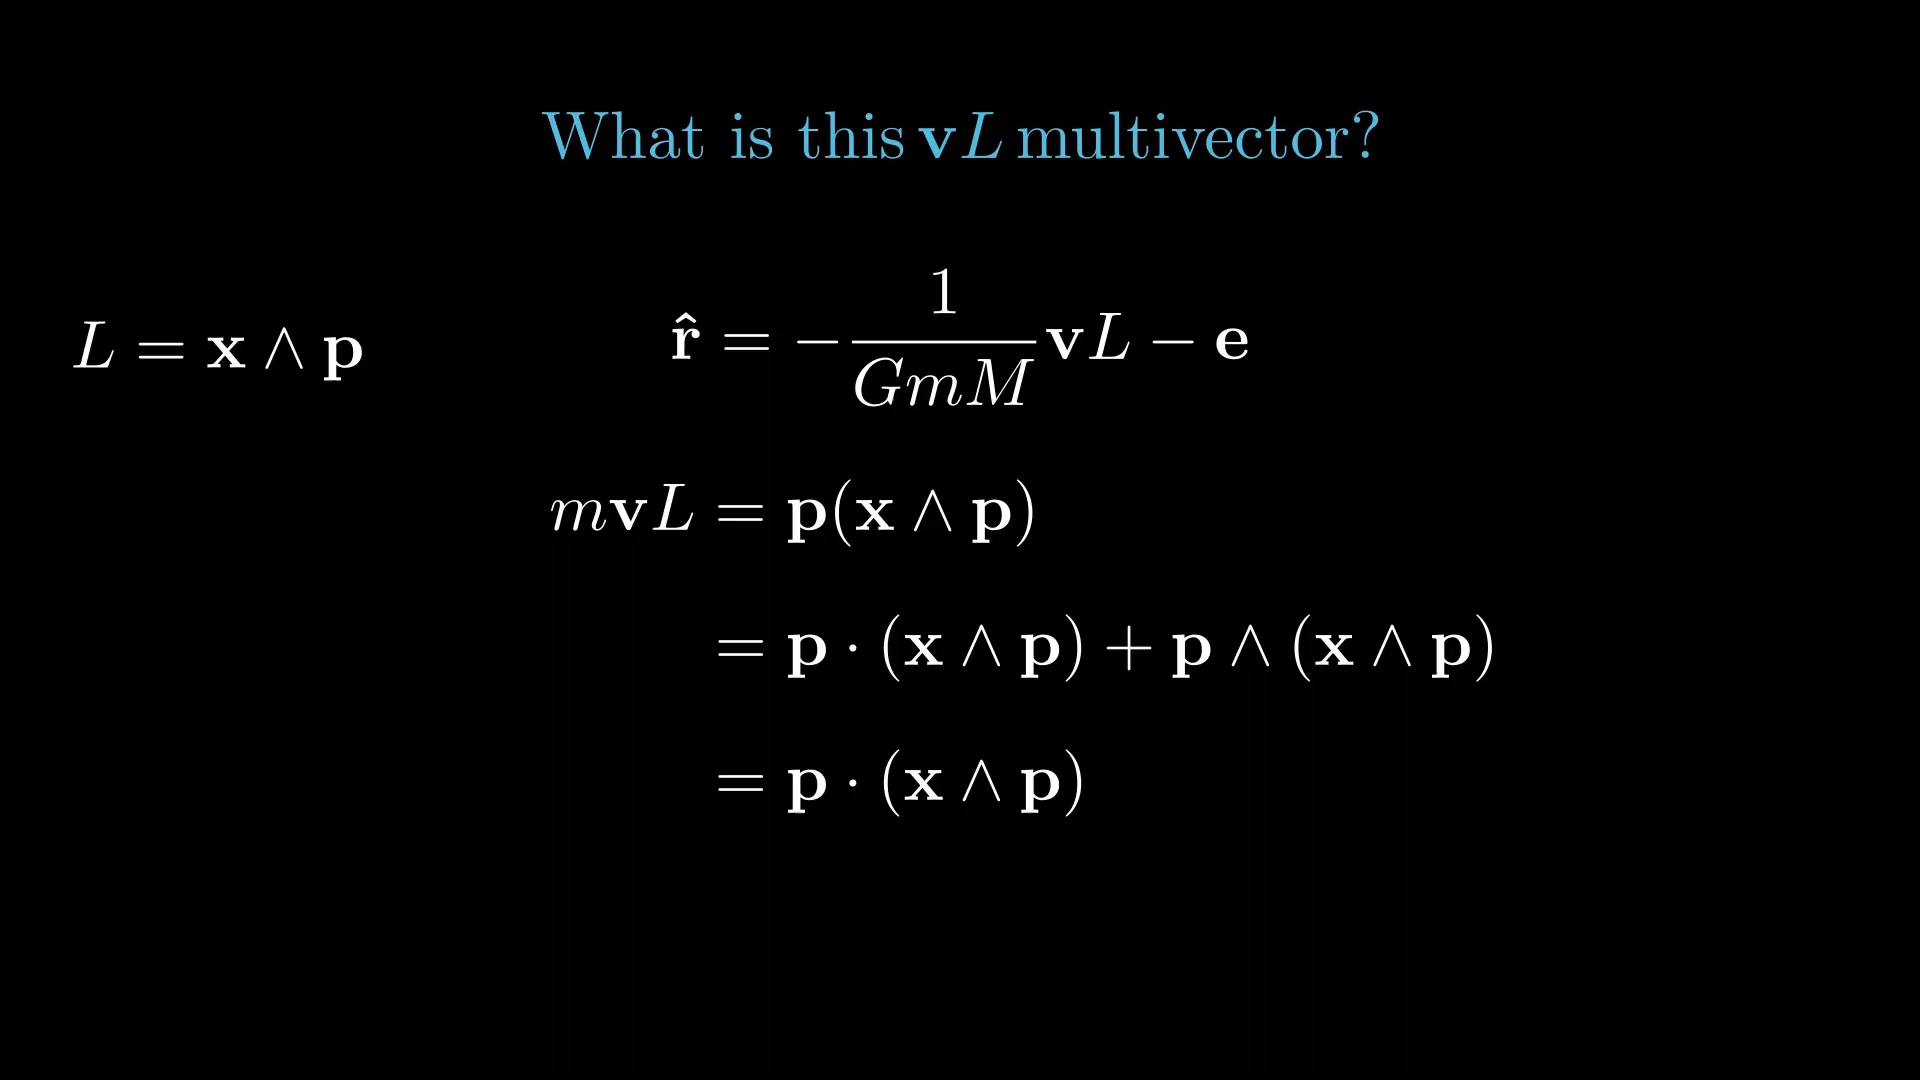 What is this vL multivector?
L = x ∧ p
r̂ = − 1/GmM vL − e
mvL = p(x ∧ p)
= p · (x ∧ p) + p ∧ (x ∧ p)
= p · (x ∧ p)